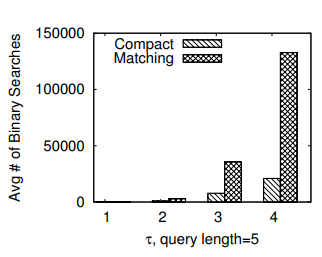 Avg # of Binary Searches
150000
100000
50000
0
Compact
Matching
1 2 3 4
τ, query length=5